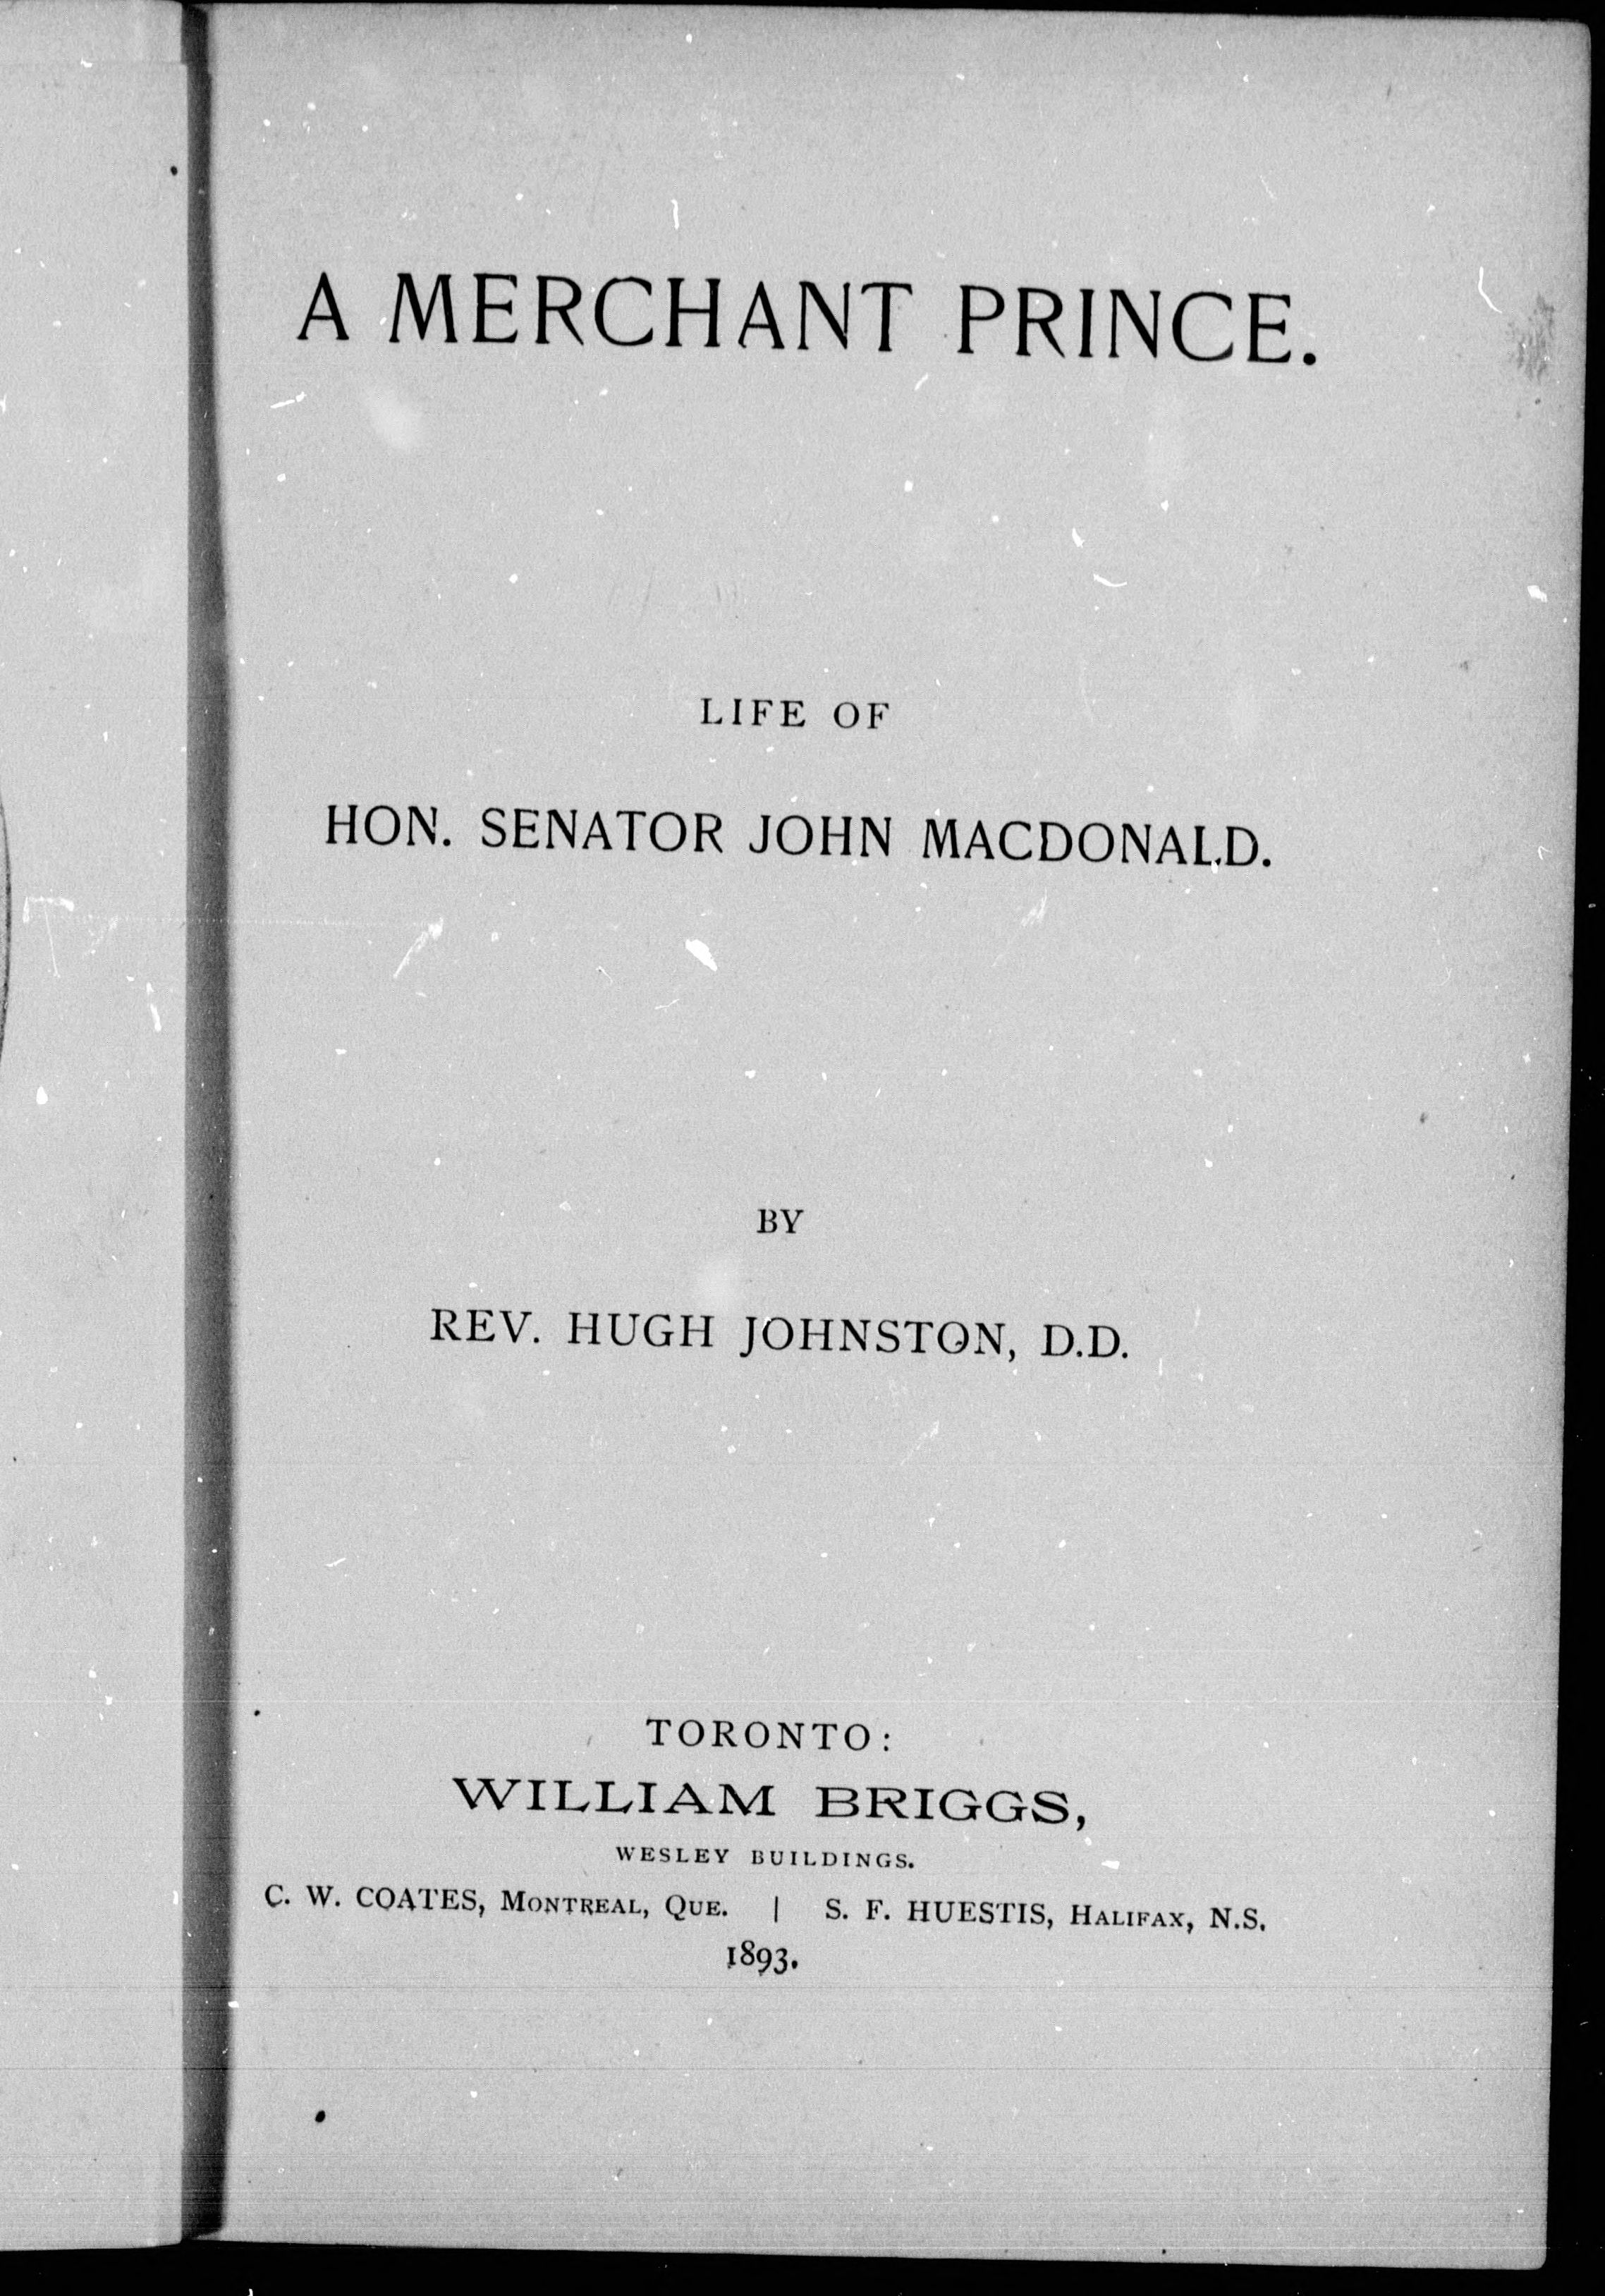 A MERCHANT PRINCE.
LIFE OF
HON. SENATOR JOHN MACDONALD.
BY
REV. HUGH JOHNSTON, D.D.
TORONTO:
WILLIAM BRIGGS,
WESLEY BUILDINGS.
C. W. COATES, MONTREAL, QUE. | S. F. HUESTIS, HALIFAX, N.S.
1893.